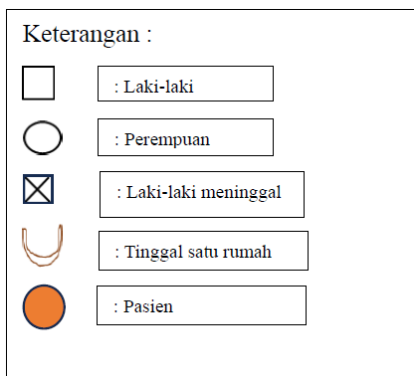 Keterangan :
: Laki-laki
: Perempuan
: Laki-laki meninggal
: Tinggal satu rumah
: Pasien